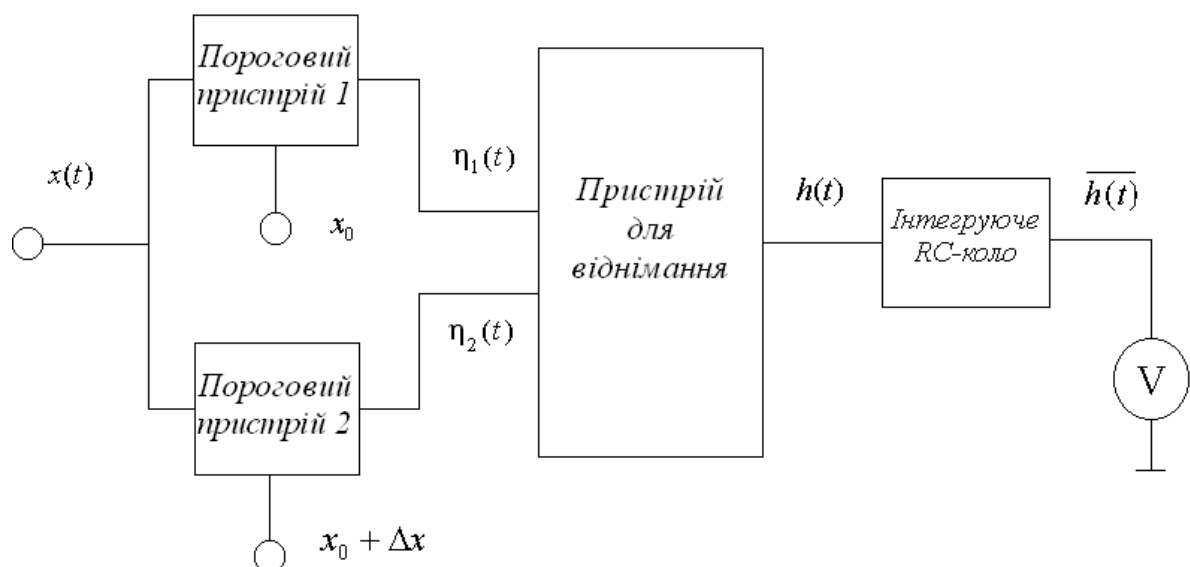 x(t)
Пороговий
пристрій 1
x₀
η₁(t)
Пороговий
пристрій 2
x₀ + Δx
η₂(t)
Пристрій
для
віднімання
h(t)
Інтегруюче
RC-коло
h(t)
V